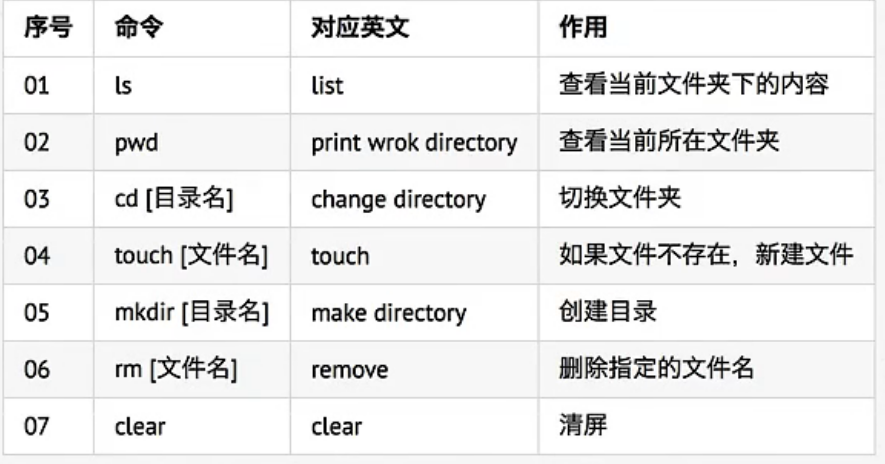 序号 命令 对应英文 作用
01 ls list 查看当前文件夹下的内容
02 pwd print wrok directory 查看当前所在文件夹
03 cd [目录名] change directory 切换文件夹
04 touch [文件名] touch 如果文件不存在，新建文件
05 mkdir [目录名] make directory 创建目录
06 rm [文件名] remove 删除指定的文件名
07 clear clear 清屏